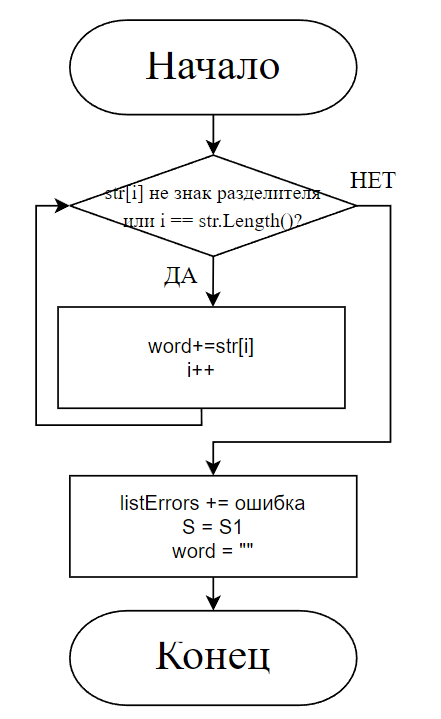 Начало
str[i] не знак разделителя
или i == str.Length()?
НЕТ
ДА
word+=str[i]
i++
listErrors += ошибка
S = S1
word = ""
Конец